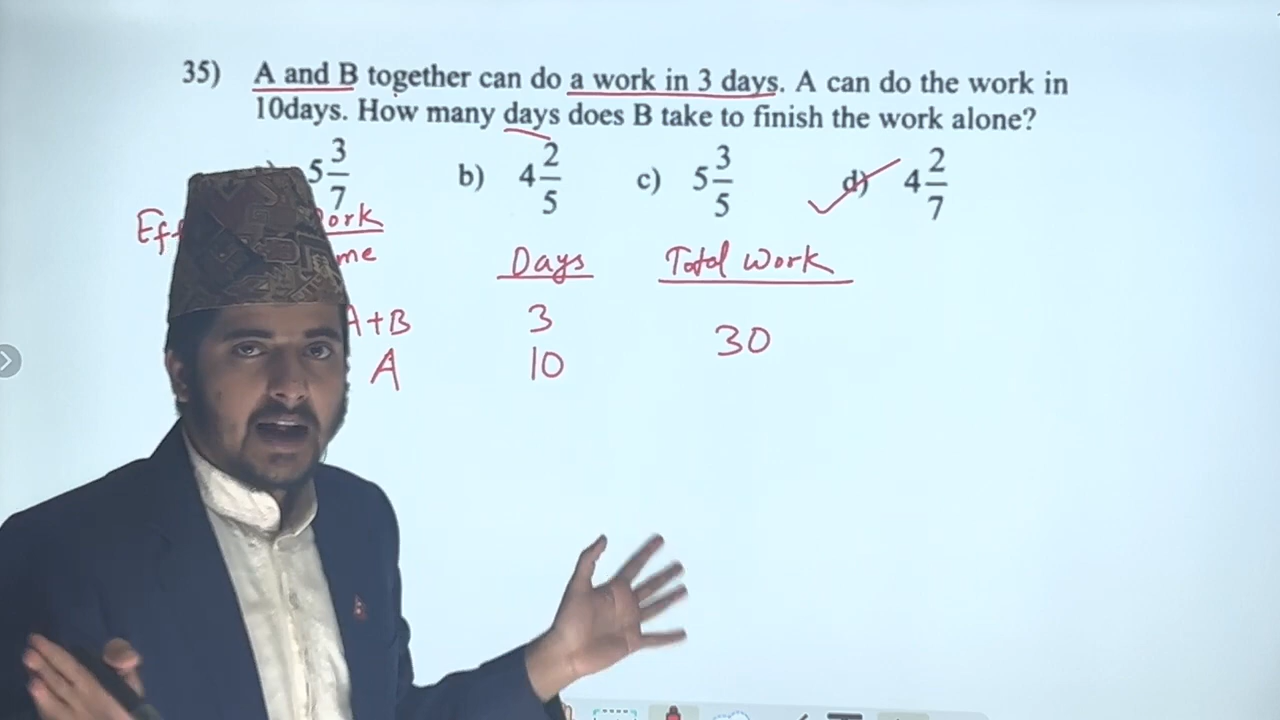 35) A and B together can do a work in 3 days. A can do the work in
10days. How many days does B take to finish the work alone?
5 3/7 b) 4 2/5 c) 5 3/5 d) 4 2/7
Days Total Work
A+B 3
30
A 10